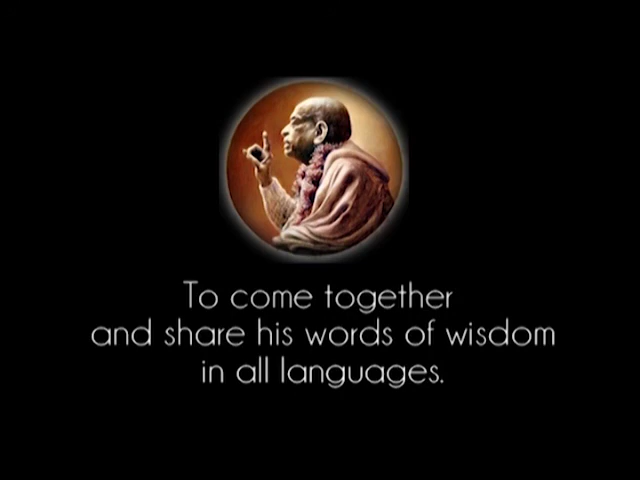 To come together
and share his words of wisdom
in all languages.